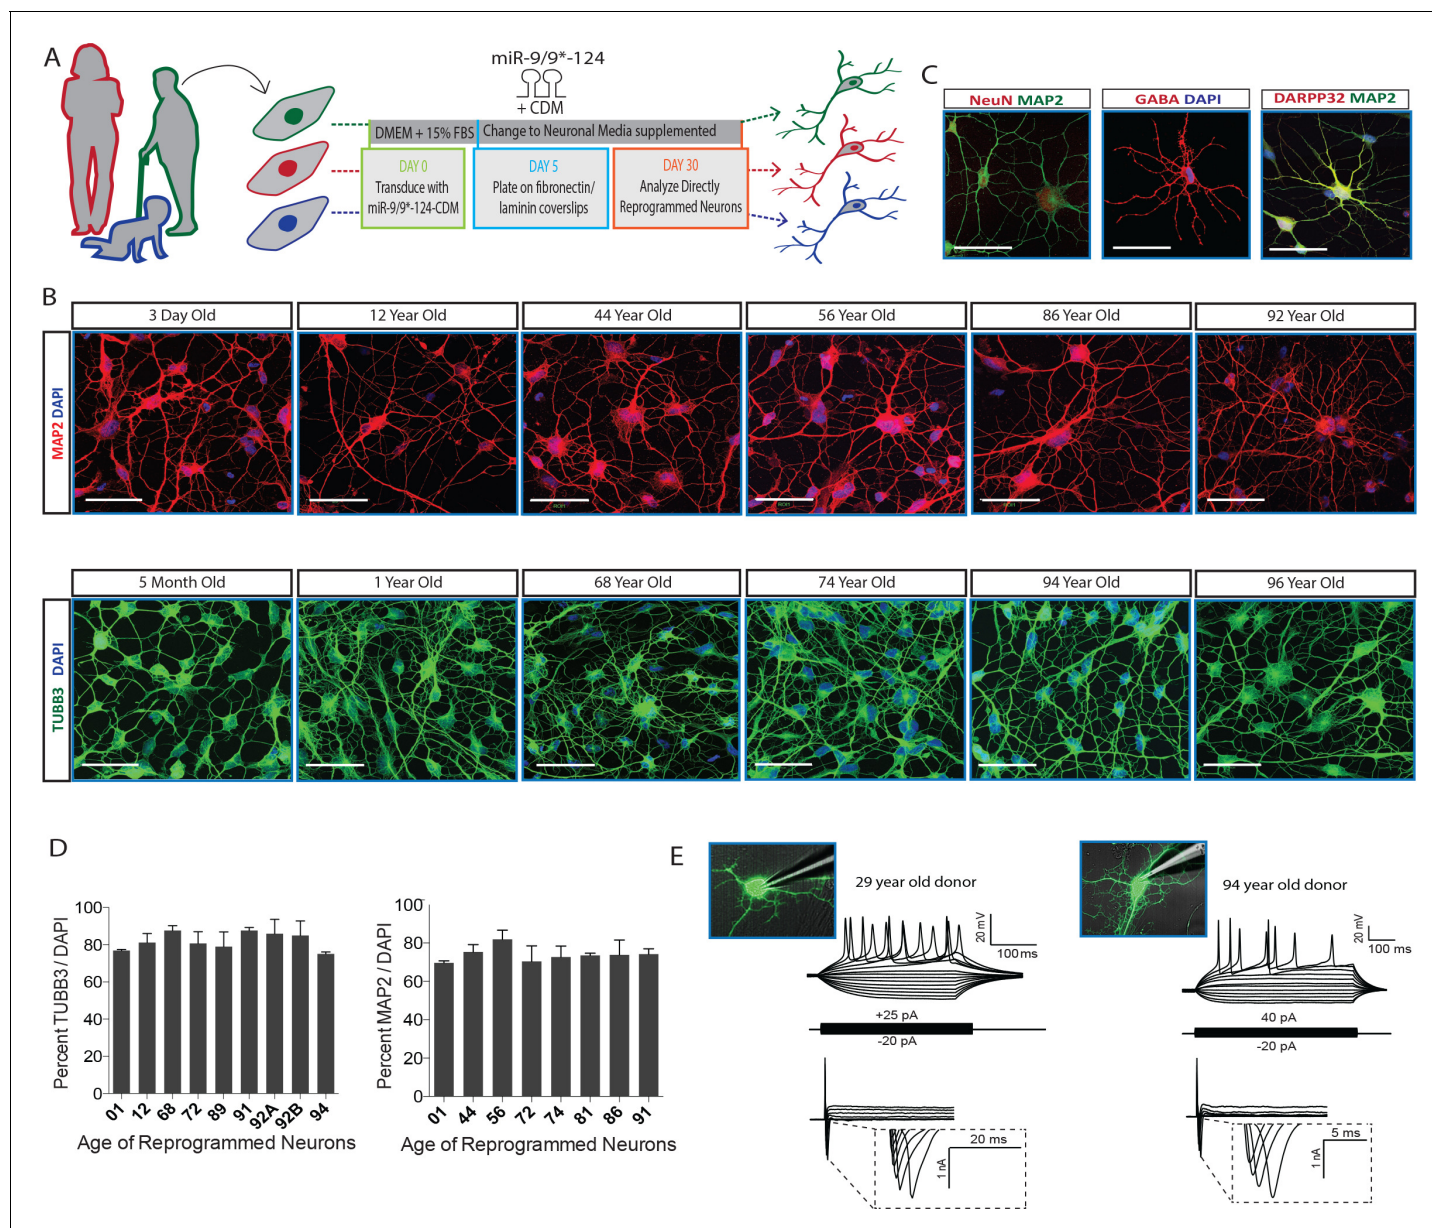 A
miR-9/9*-124
+ CDM
DMEM + 15% FBS
Change to Neuronal Media supplemented
DAY 0
Transduce with
miR-9/9*-124-CDM
DAY 5
Plate on fibronectin/
laminin coverslips
DAY 30
Analyze Directly
Reprogrammed Neurons
C
NeuN MAP2
GABA DAPI
DARPP32 MAP2
B
3 Day Old
12 Year Old
44 Year Old
56 Year Old
86 Year Old
92 Year Old
MAP2 DAPI
5 Month Old
1 Year Old
68 Year Old
74 Year Old
94 Year Old
96 Year Old
TUBB3 DAPI
D
Percent TUBB3 / DAPI
100
80
60
40
20
0
01 12 68 72 89 91 92A 92B 94
Age of Reprogrammed Neurons
Percent MAP2 / DAPI
100
80
60
40
20
0
01 44 56 72 74 81 86 91
Age of Reprogrammed Neurons
E
29 year old donor
20 mV
100 ms
+25 pA
-20 pA
20 ms
1 nA
94 year old donor
20 mV
100 ms
40 pA
-20 pA
5 ms
1 nA